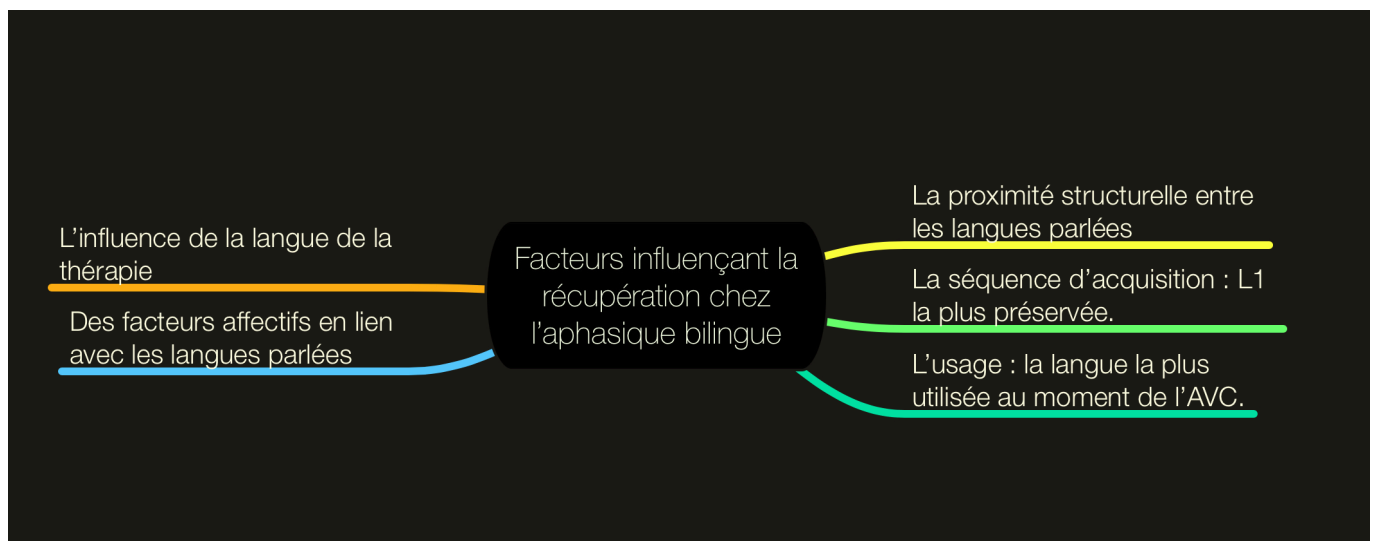 Facteurs influençant la
récupération chez
l’aphasique bilingue
La proximité structurelle entre
les langues parlées
La séquence d’acquisition : L1
la plus préservée.
L’usage : la langue la plus
utilisée au moment de l’AVC.
L’influence de la langue de la
thérapie
Des facteurs affectifs en lien
avec les langues parlées